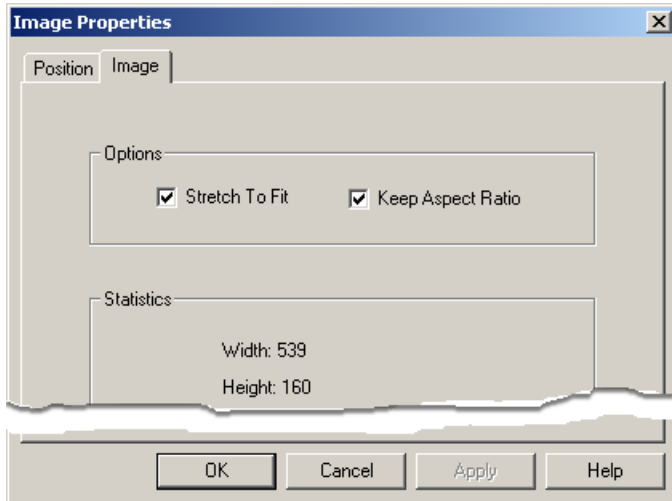 Image Properties
Position Image
Options
Stretch To Fit Keep Aspect Ratio
Statistics
Width: 539
Height: 160
OK Cancel Apply Help